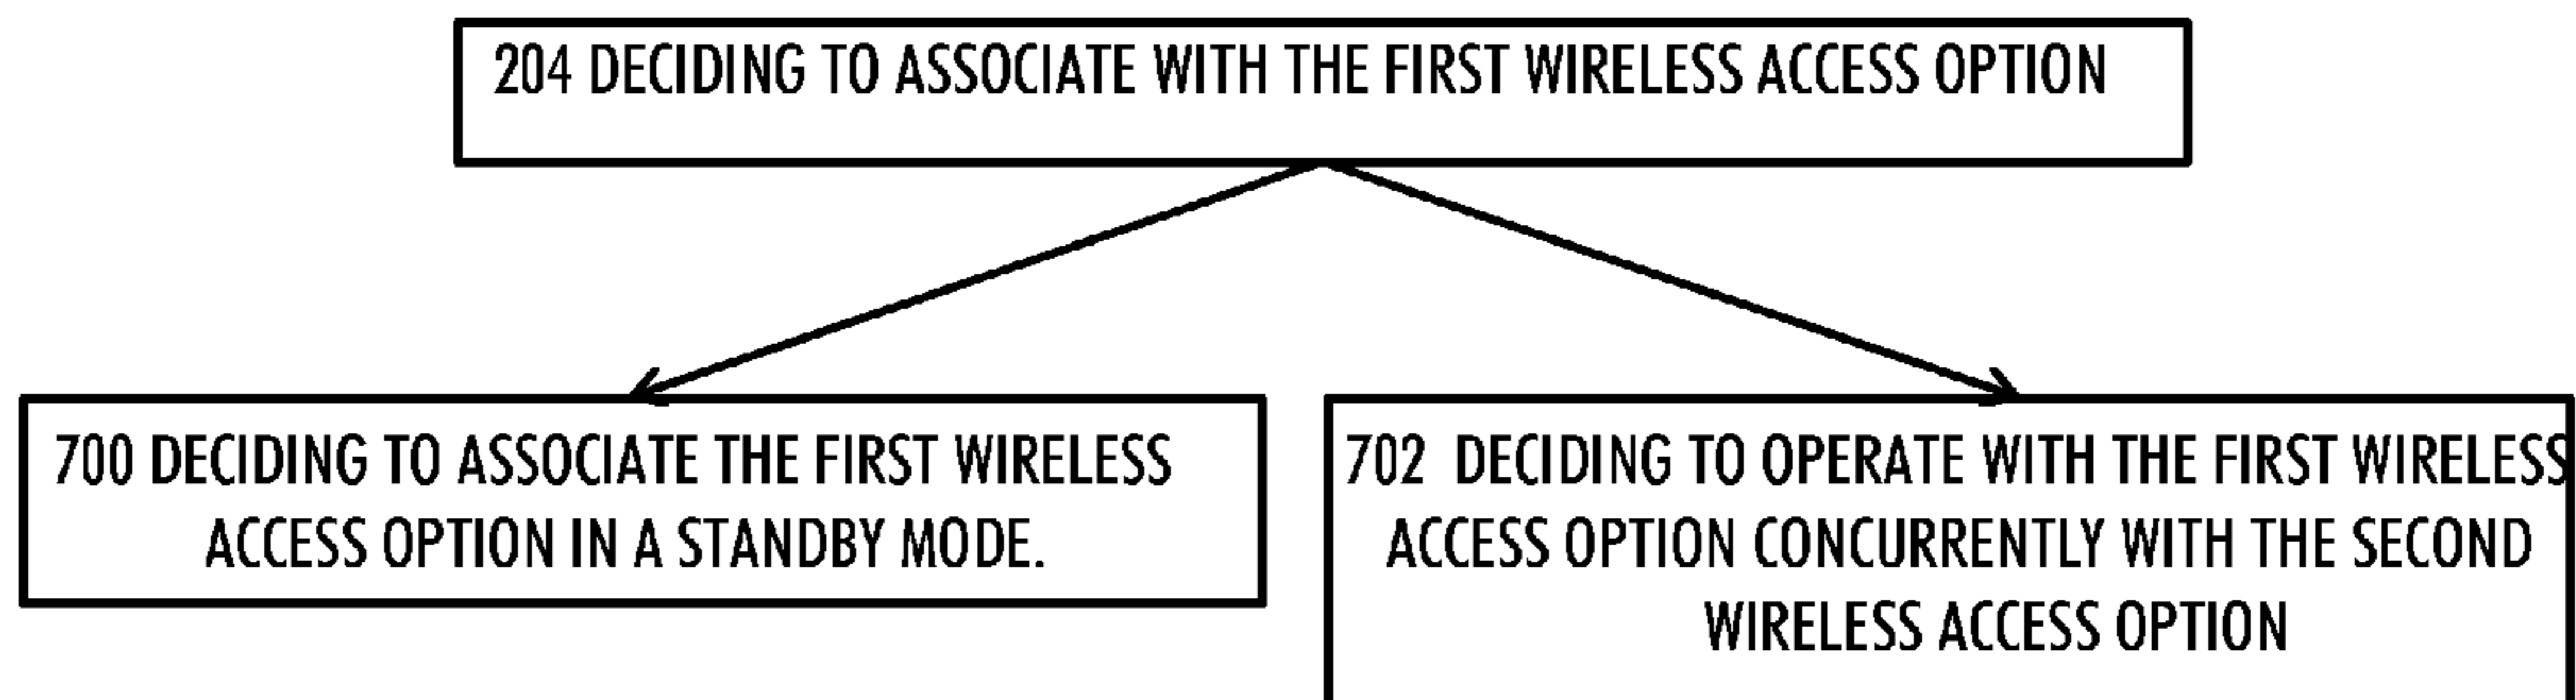 204 DECIDING TO ASSOCIATE WITH THE FIRST WIRELESS ACCESS OPTION
700 DECIDING TO ASSOCIATE THE FIRST WIRELESS
ACCESS OPTION IN A STANDBY MODE.
702 DECIDING TO OPERATE WITH THE FIRST WIRELESS
ACCESS OPTION CONCURRENTLY WITH THE SECOND
WIRELESS ACCESS OPTION